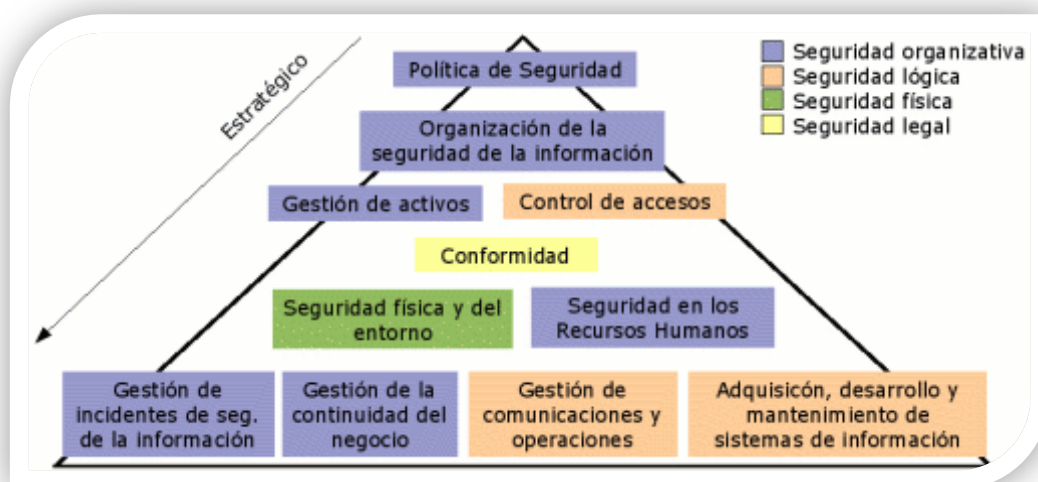 Estratégico
Política de Seguridad
Seguridad organizativa
Seguridad lógica
Seguridad física
Seguridad legal
Organización de la
seguridad de la información
Gestión de activos
Control de accesos
Conformidad
Seguridad física y del
entorno
Seguridad en los
Recursos Humanos
Gestión de
incidentes de seg.
de la información
Gestión de la
continuidad del
negocio
Gestión de
comunicaciones y
operaciones
Adquisicón, desarrollo y
mantenimiento de
sistemas de información